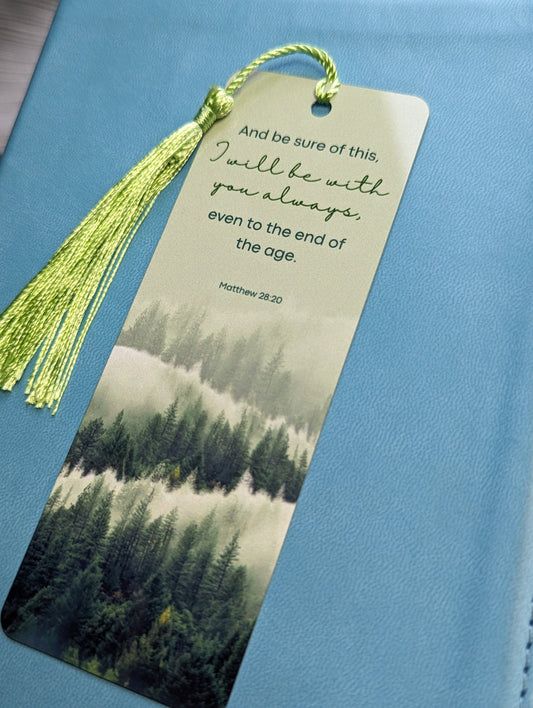 And be sure of this,
I will be with
you always,
even to the end of
the age.
Matthew 28:20